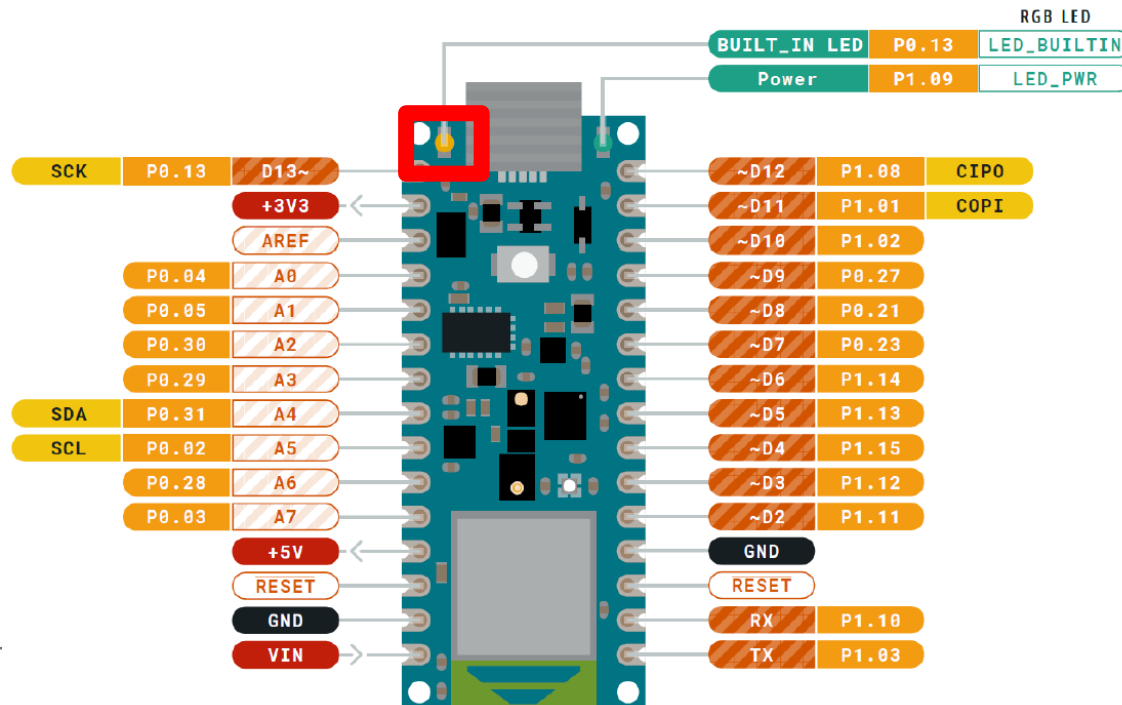 RGB LED
BUILT_IN LED P0.13 LED_BUILTIN
Power P1.09 LED_PWR
SCK P0.13 D13~ ~D12 P1.08 CIPO
+3V3 ~D11 P1.01 COPI
AREF ~D10 P1.02
P0.04 A0 ~D9 P0.27
P0.05 A1 ~D8 P0.21
P0.30 A2 ~D7 P0.23
P0.29 A3 ~D6 P1.14
SDA P0.31 A4 ~D5 P1.13
SCL P0.02 A5 ~D4 P1.15
P0.28 A6 ~D3 P1.12
P0.03 A7 ~D2 P1.11
+5V GND
RESET RESET
GND RX P1.10
VIN TX P1.03